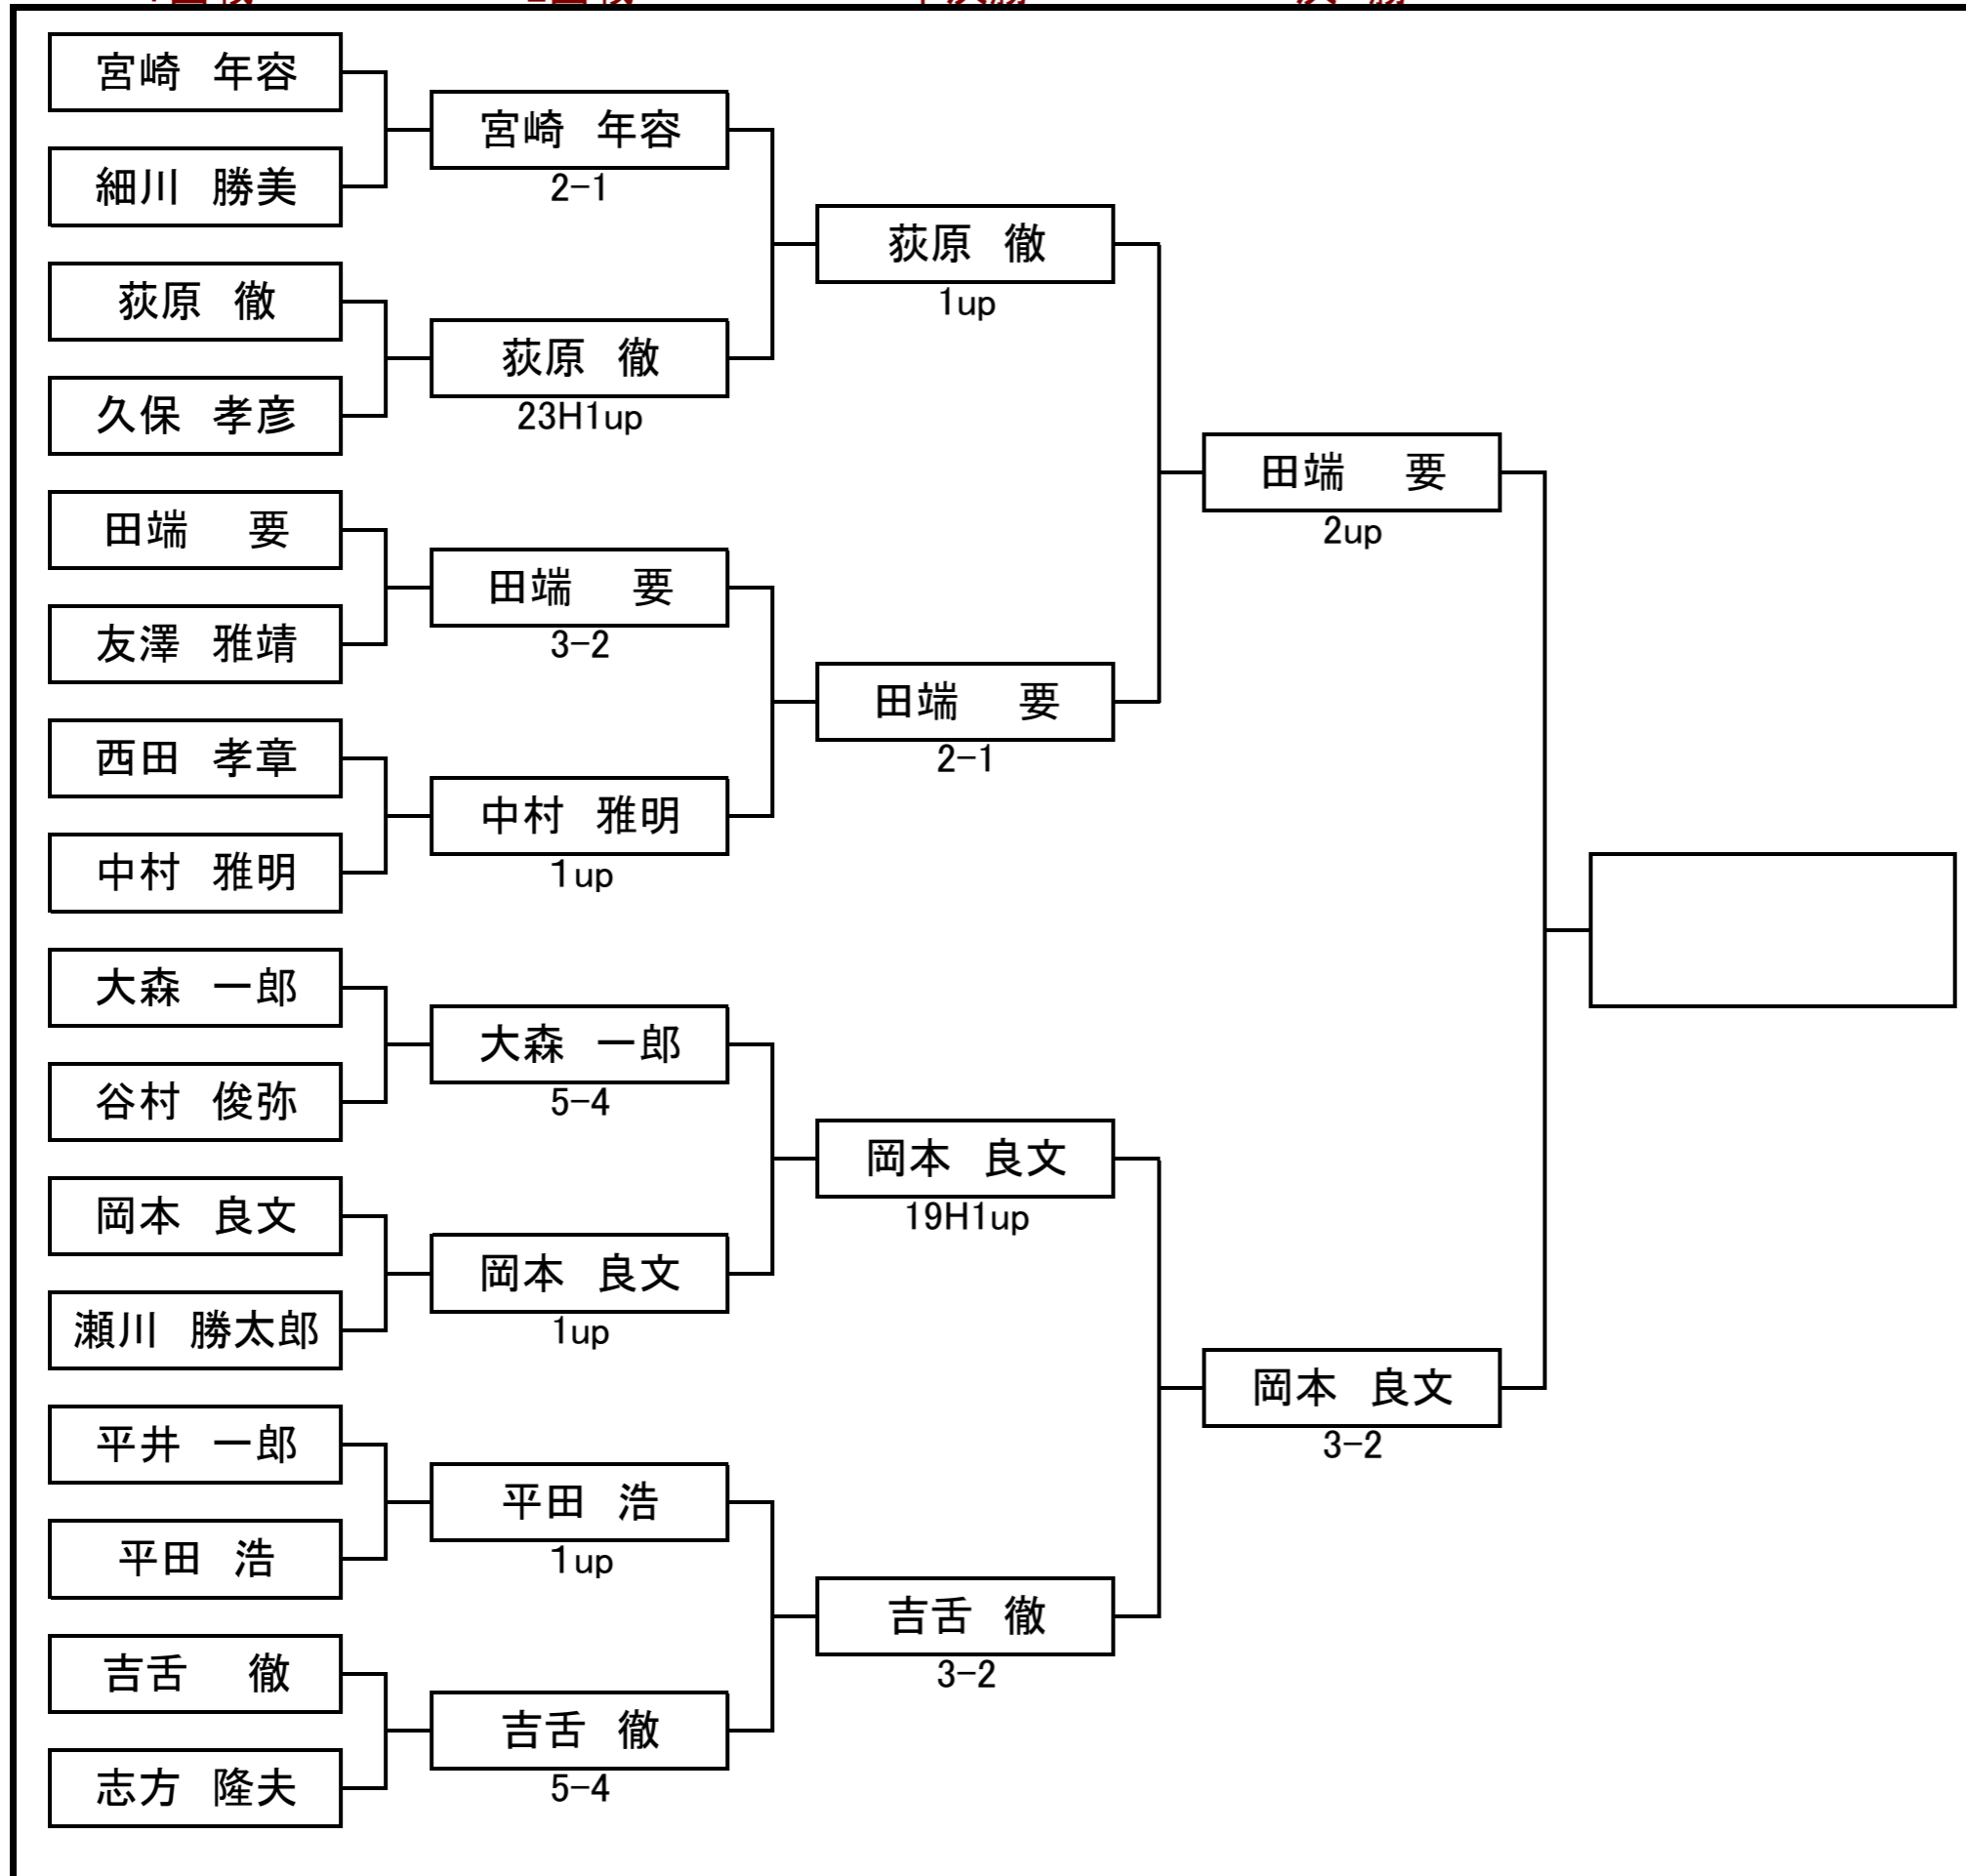 宮崎 年容
細川 勝美
荻原 徹
久保 孝彦
田端 要
友澤 雅靖
西田 孝章
中村 雅明
大森 一郎
谷村 俊弥
岡本 良文
瀬川 勝太郎
平井 一郎
平田 浩
吉舌 徹
志方 隆夫
宮崎 年容
2-1
荻原 徹
23H1up
田端 要
3-2
中村 雅明
1up
大森 一郎
5-4
岡本 良文
1up
平田 浩
1up
吉舌 徹
5-4
荻原 徹
1up
田端 要
2-1
岡本 良文
19H1up
吉舌 徹
3-2
田端 要
2up
岡本 良文
3-2